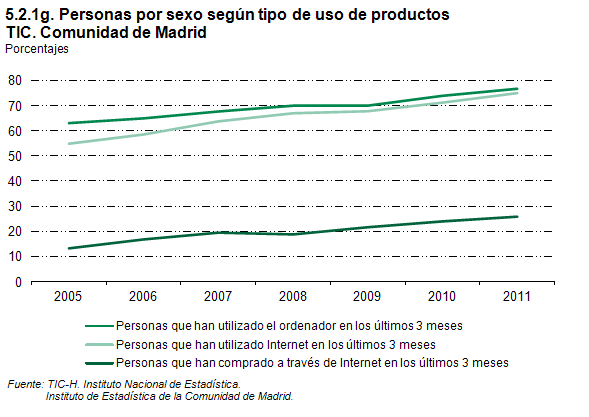 5.2.1g. Personas por sexo según tipo de uso de productos
TIC. Comunidad de Madrid
Porcentajes
80
70
60
50
40
30
20
10
0
2005 2006 2007 2008 2009 2010 2011
Personas que han utilizado el ordenador en los últimos 3 meses
Personas que han utilizado Internet en los últimos 3 meses
Personas que han comprado a través de Internet en los últimos 3 meses
Fuente: TIC-H. Instituto Nacional de Estadística.
Instituto de Estadística de la Comunidad de Madrid.